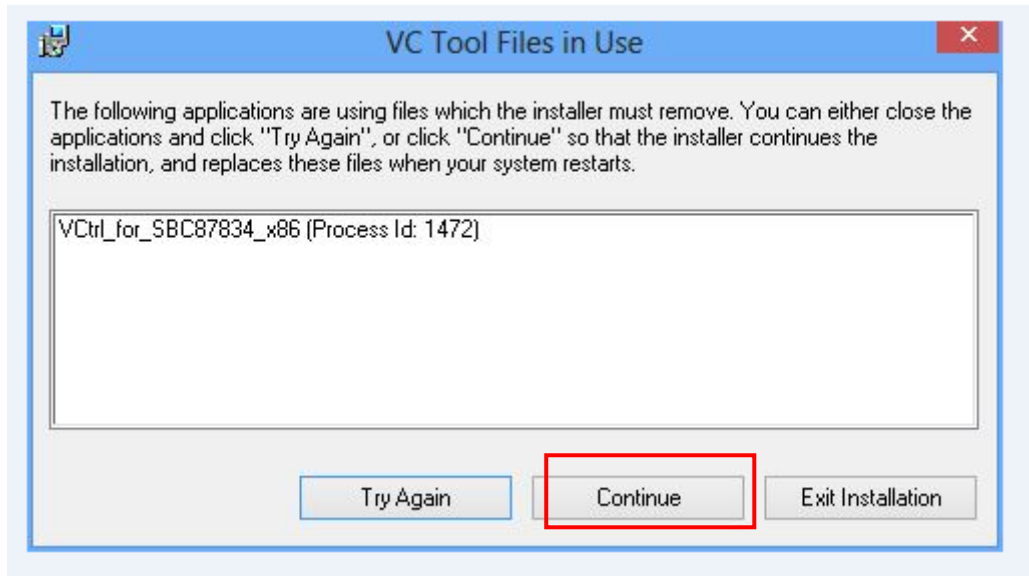 VC Tool Files in Use
The following applications are using files which the installer must remove. You can either close the
applications and click "Try Again", or click "Continue" so that the installer continues the
installation, and replaces these files when your system restarts.
VCtrl_for_SBC87834_x86 (Process Id: 1472)
Try Again
Continue
Exit Installation